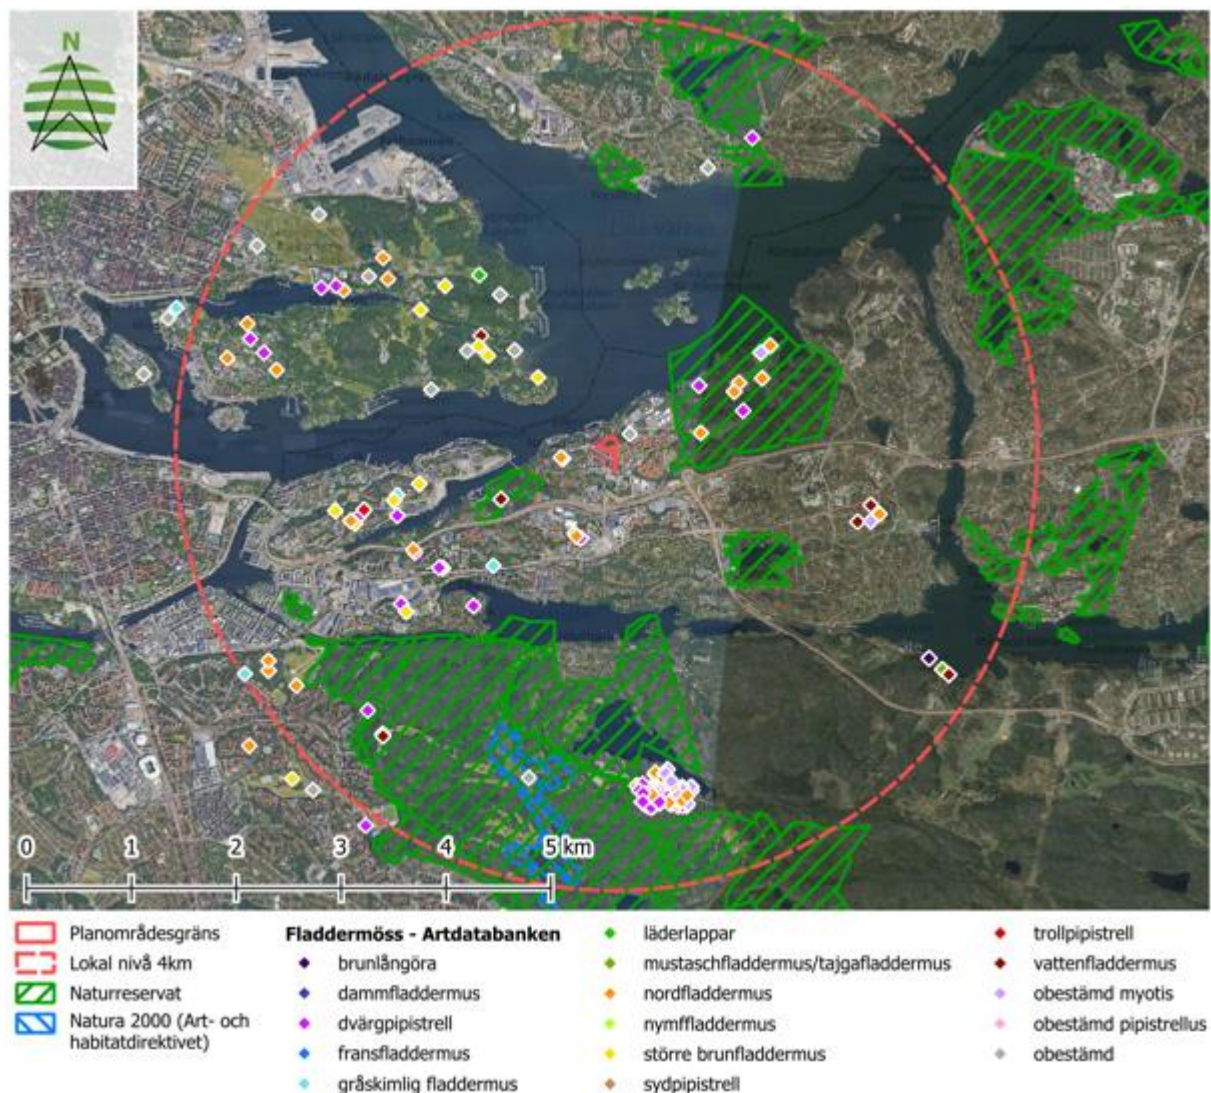 N
0 1 2 3 4 5 km
Planområdesgräns
Lokal nivå 4km
Naturreservat
Natura 2000 (Art- och
habitatdirektivet)
Fladdermöss - Artdatabanken
brunlångöra
dammfladdermus
dvärgpipistrell
fransfladdermus
gråskimlig fladdermus
läderlappar
mustaschfladdermus/tajgafladdermus
nordfladdermus
nymffladdermus
större brunfladdermus
sydpipistrell
trollpipistrell
vattenfladdermus
obestämd myotis
obestämd pipistrellus
obestämd